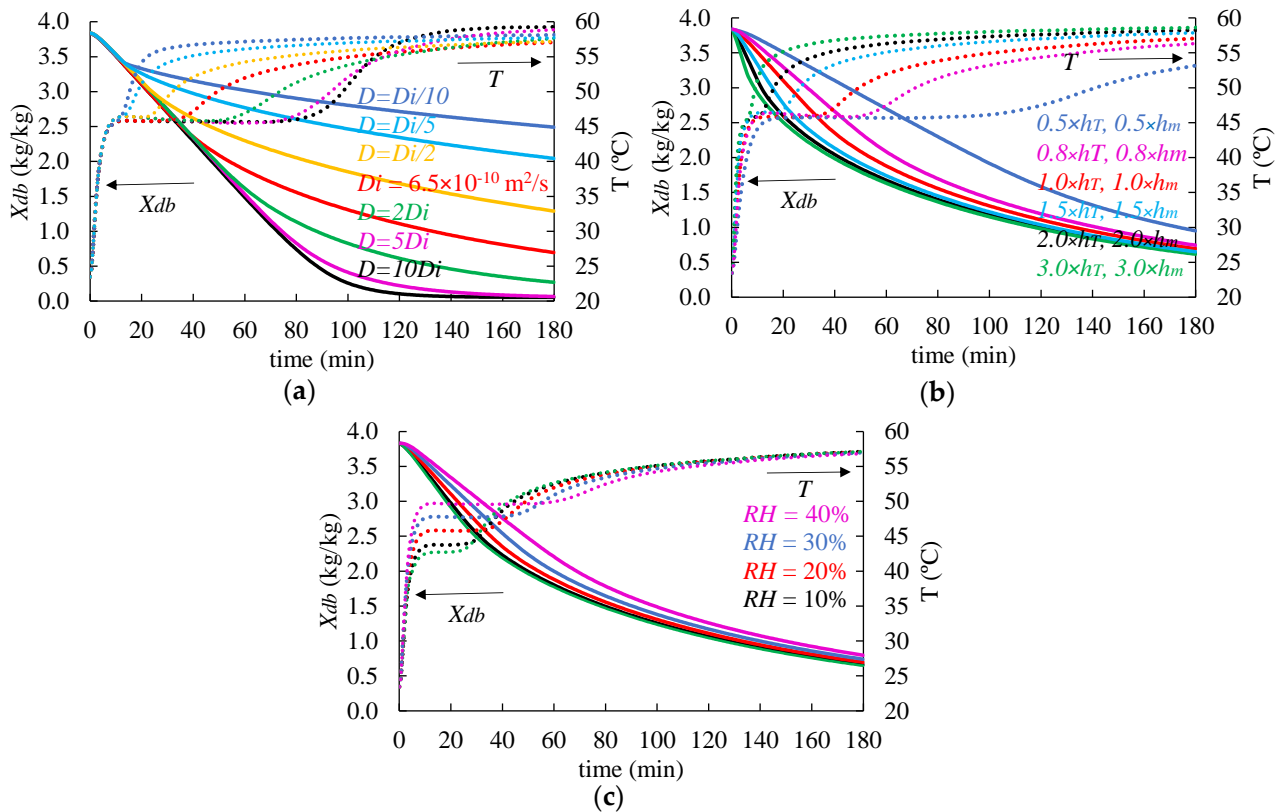 4.0
3.5
3.0
2.5
2.0
1.5
1.0
0.5
0.0
Xdb (kg/kg)
60
55
50
45
40
35
30
25
20
T (ºC)
T
D=Di/10
D=Di/5
D=Di/2
Di = 6.5×10⁻¹⁰ m²/s
D=2Di
D=5Di
D=10Di
Xdb
0 20 40 60 80 100 120 140 160 180
time (min)
(a)
4.0
3.5
3.0
2.5
2.0
1.5
1.0
0.5
0.0
Xdb (kg/kg)
60
55
50
45
40
35
30
25
20
T (ºC)
T
0.5×hT, 0.5×hm
0.8×hT, 0.8×hm
1.0×hT, 1.0×hm
1.5×hT, 1.5×hm
2.0×hT, 2.0×hm
3.0×hT, 3.0×hm
Xdb
0 20 40 60 80 100 120 140 160 180
time (min)
(b)
4.0
3.5
3.0
2.5
2.0
1.5
1.0
0.5
0.0
Xdb (kg/kg)
60
55
50
45
40
35
30
25
20
T (ºC)
T
RH = 40%
RH = 30%
RH = 20%
RH = 10%
Xdb
0 20 40 60 80 100 120 140 160 180
time (min)
(c)